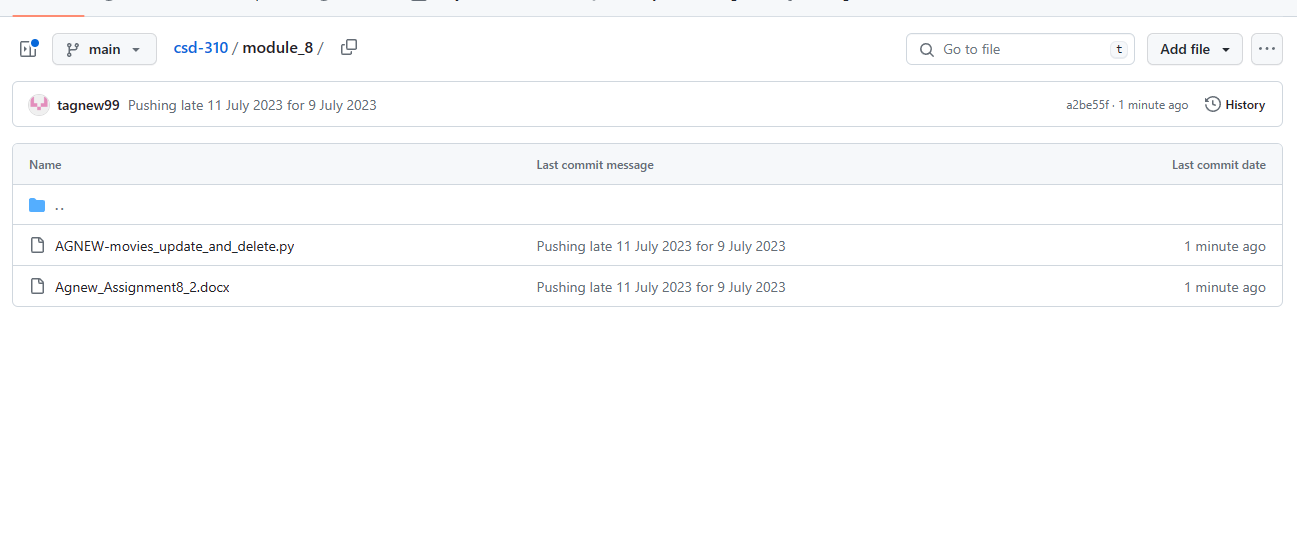 main csd-310 / module_8 / Go to file t Add file
tagnew99 Pushing late 11 July 2023 for 9 July 2023 a2be55f · 1 minute ago History
Name Last commit message Last commit date
..
AGNEW-movies_update_and_delete.py Pushing late 11 July 2023 for 9 July 2023 1 minute ago
Agnew_Assignment8_2.docx Pushing late 11 July 2023 for 9 July 2023 1 minute ago